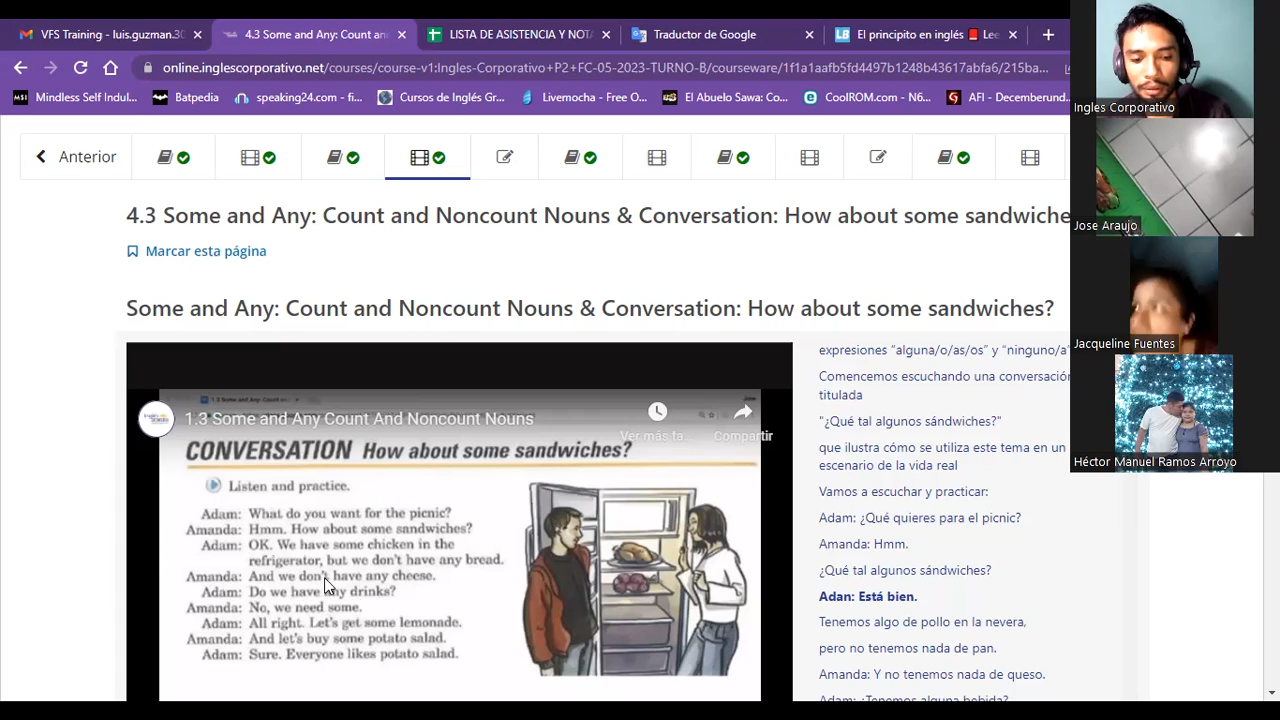 VFS Training - luis.guzman.30
4.3 Some and Any: Count an
LISTA DE ASISTENCIA Y NOTA
Traductor de Google
El principito en inglés
Lee
online.inglescorporativo.net/courses/course-v1:Ingles-Corporativo+P2+FC-05-2023-TURNO-B/courseware/1f1a1aafb5fd4497b1248b43617abfa6/215ba...
Mindless Self Indul...
Batpedia
speaking24.com - fi...
Cursos de Inglés Gr...
Livemocha - Free O...
El Abuelo Sawa: Co...
CoolROM.com - N6...
AFI - Decemberund...
Anterior
4.3 Some and Any: Count and Noncount Nouns & Conversation: How about some sandwiche
Marcar esta página
Some and Any: Count and Noncount Nouns & Conversation: How about some sandwiches?
1.3 Some and Any Count And Noncount Nouns
Ver más ta...
Compartir
CONVERSATION How about some sandwiches?
Listen and practice.
Adam: What do you want for the picnic?
Amanda: Hmm. How about some sandwiches?
Adam: OK. We have some chicken in the
refrigerator, but we don't have any bread.
Amanda: And we don't have any cheese.
Adam: Do we have any drinks?
Amanda: No, we need some.
Adam: All right. Let's get some lemonade.
Amanda: And let's buy some potato salad.
Adam: Sure. Everyone likes potato salad.
expresiones "alguna/o/as/os" y "ninguno/a"
Comencemos escuchando una conversación
titulada
"¿Qué tal algunos sándwiches?"
que ilustra cómo se utiliza este tema en un
escenario de la vida real
Vamos a escuchar y practicar:
Adam: ¿Qué quieres para el picnic?
Amanda: Hmm.
¿Qué tal algunos sándwiches?
Adan: Está bien.
Tenemos algo de pollo en la nevera,
pero no tenemos nada de pan.
Amanda: Y no tenemos nada de queso.
Adam: ¿Tenemos alguna bebida?
Ingles Corporativo
Jose Araujo
Jacqueline Fuentes
Héctor Manuel Ramos Arroyo